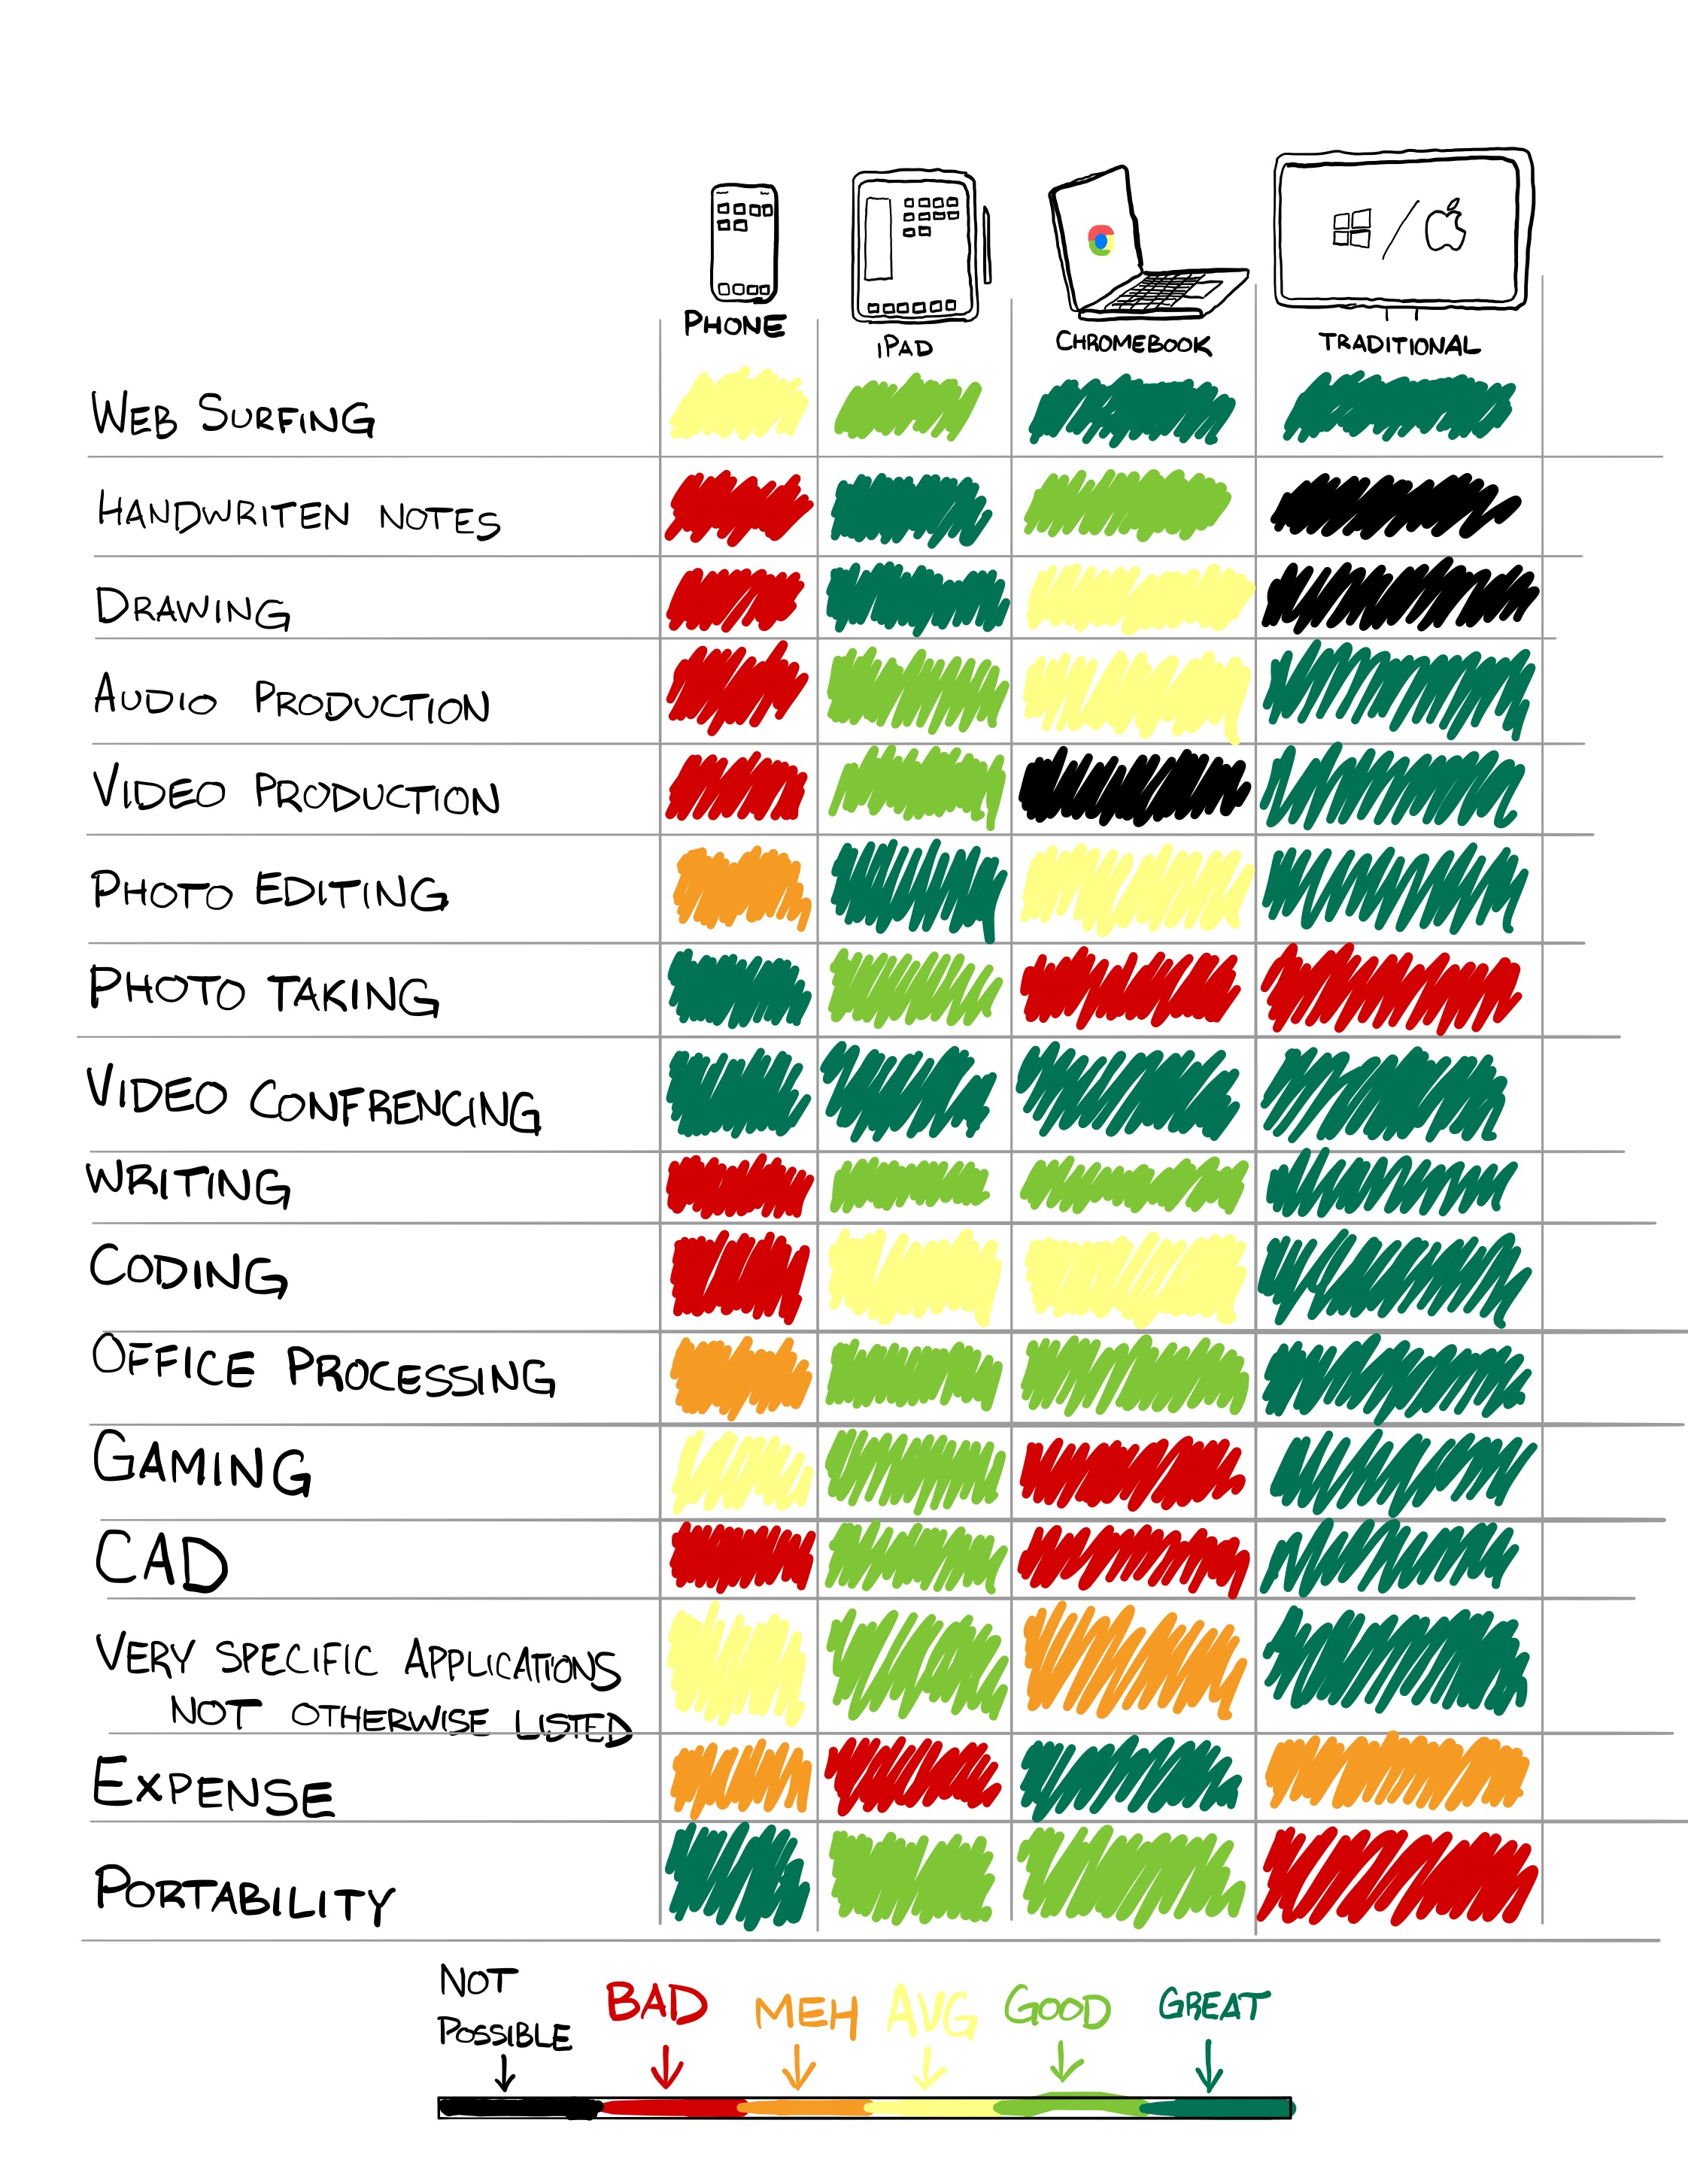 PHONE
iPAD
CHROMEBOOK
TRADITIONAL
WEB SURFING
HANDWRITEN NOTES
DRAWING
AUDIO PRODUCTION
VIDEO PRODUCTION
PHOTO EDITING
PHOTO TAKING
VIDEO CONFRENCING
WRITING
CODING
OFFICE PROCESSING
GAMING
CAD
VERY SPECIFIC APPLICATIONS
NOT OTHERWISE LISTED
EXPENSE
PORTABILITY
NOT
POSSIBLE
BAD
MEH
AVG
GOOD
GREAT